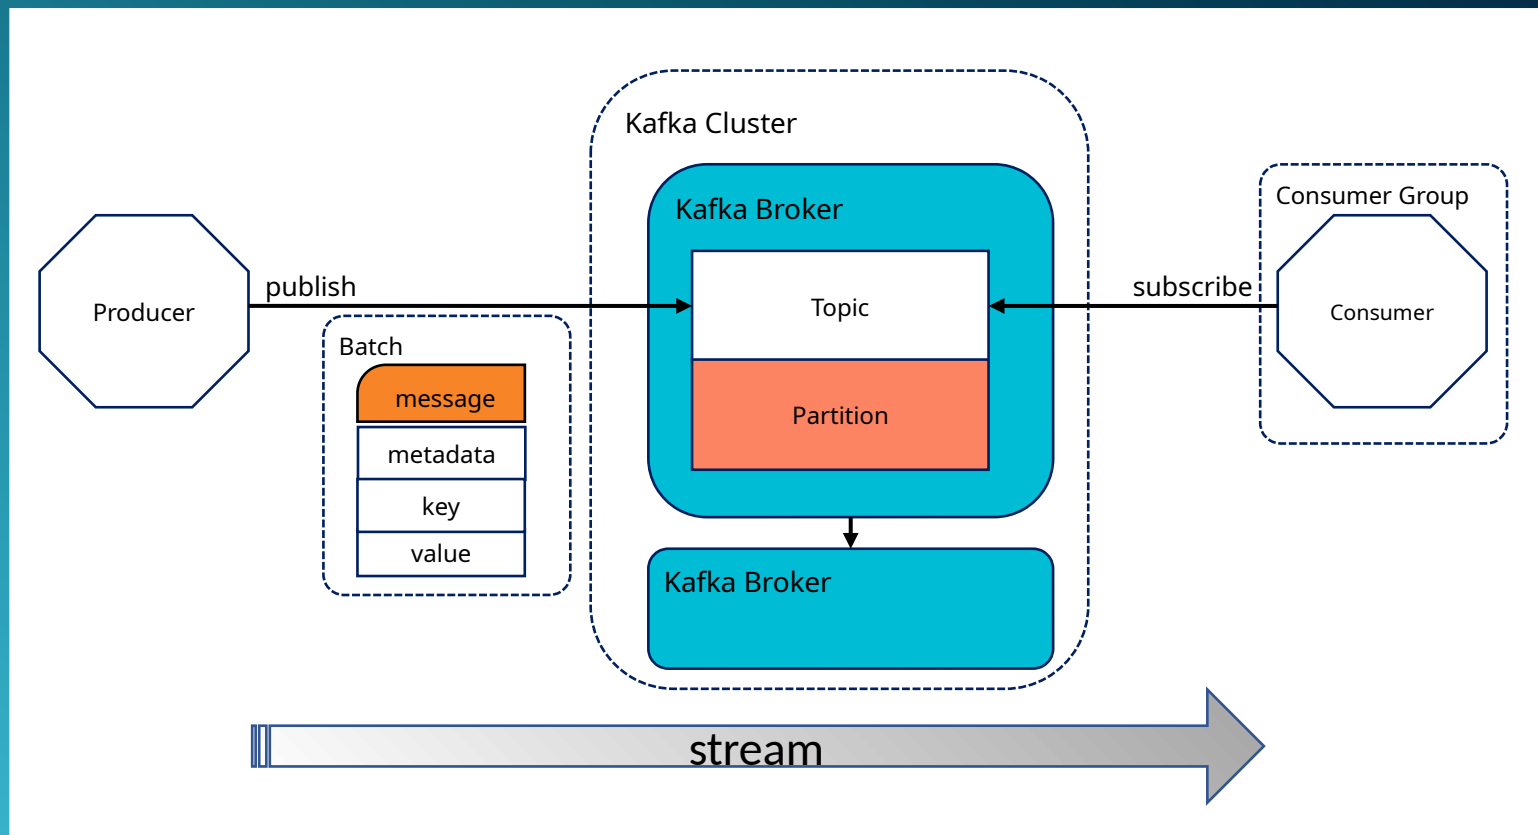 Kafka Cluster
Kafka Broker
Consumer Group
publish
subscribe
Producer
Topic
Consumer
Batch
message
metadata
key
value
Partition
Kafka Broker
stream